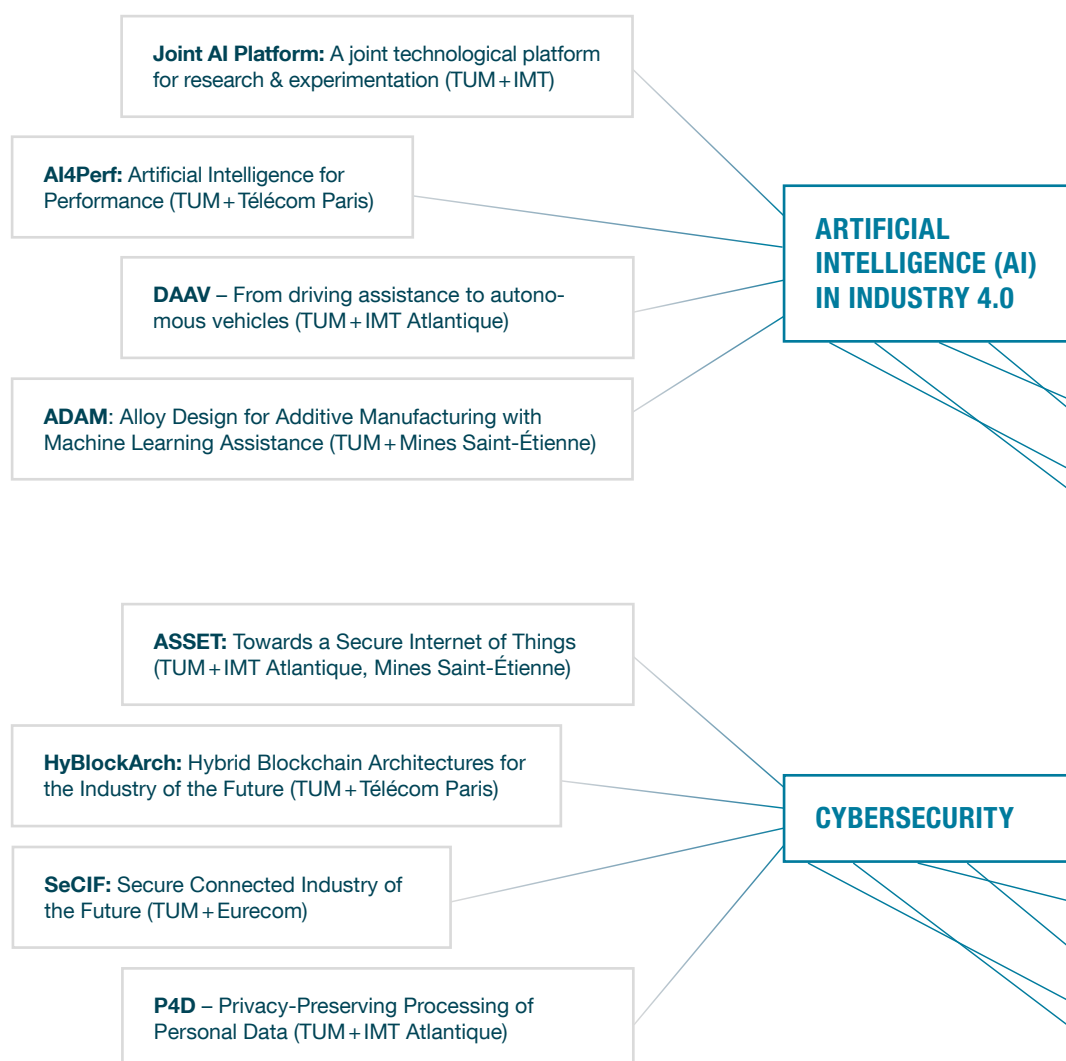 Joint AI Platform: A joint technological platform
for research & experimentation (TUM+IMT)
AI4Perf: Artificial Intelligence for
Performance (TUM+Télécom Paris)
DAAV – From driving assistance to autono-
mous vehicles (TUM+IMT Atlantique)
ADAM: Alloy Design for Additive Manufacturing with
Machine Learning Assistance (TUM+Mines Saint-Étienne)
ARTIFICIAL
INTELLIGENCE (AI)
IN INDUSTRY 4.0
ASSET: Towards a Secure Internet of Things
(TUM+IMT Atlantique, Mines Saint-Étienne)
HyBlockArch: Hybrid Blockchain Architectures for
the Industry of the Future (TUM+Télécom Paris)
SeCIF: Secure Connected Industry of
the Future (TUM+Eurecom)
P4D – Privacy-Preserving Processing of
Personal Data (TUM+IMT Atlantique)
CYBERSECURITY